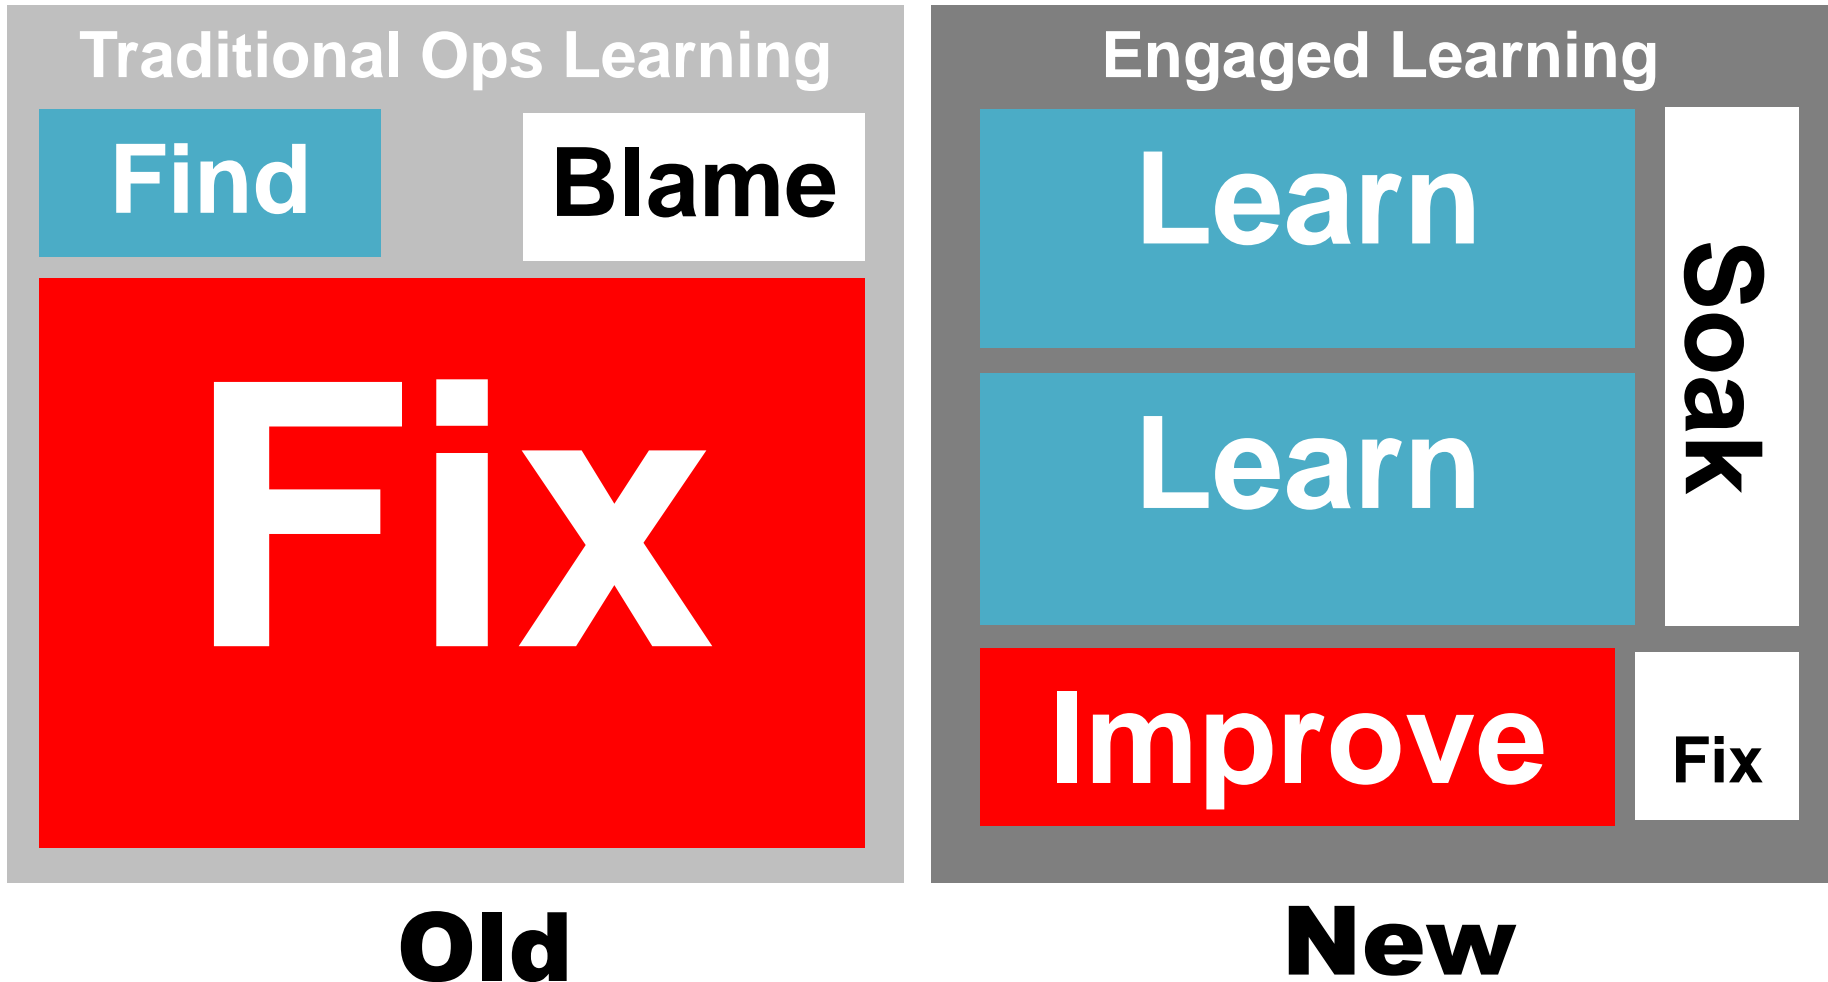 Traditional Ops Learning
Find
Blame
Fix
Old
Engaged Learning
Learn
Soak
Learn
Improve
Fix
New